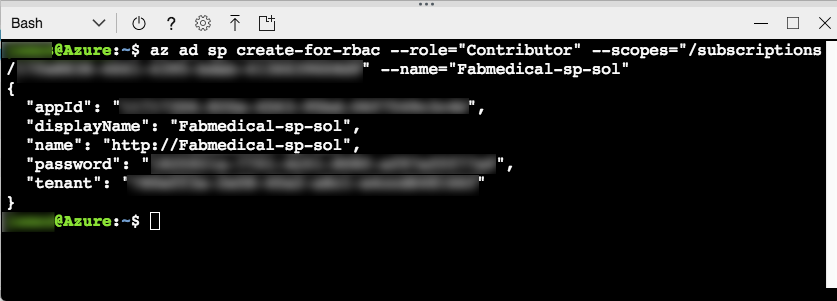 Bash
?
@Azure:~$ az ad sp create-for-rbac --role="Contributor" --scopes="/subscriptions
/" --name="Fabmedical-sp-sol"
{
"appId": "",
"displayName": "Fabmedical-sp-sol",
"name": "http://Fabmedical-sp-sol",
"password": "",
"tenant": ""
}
@Azure:~$